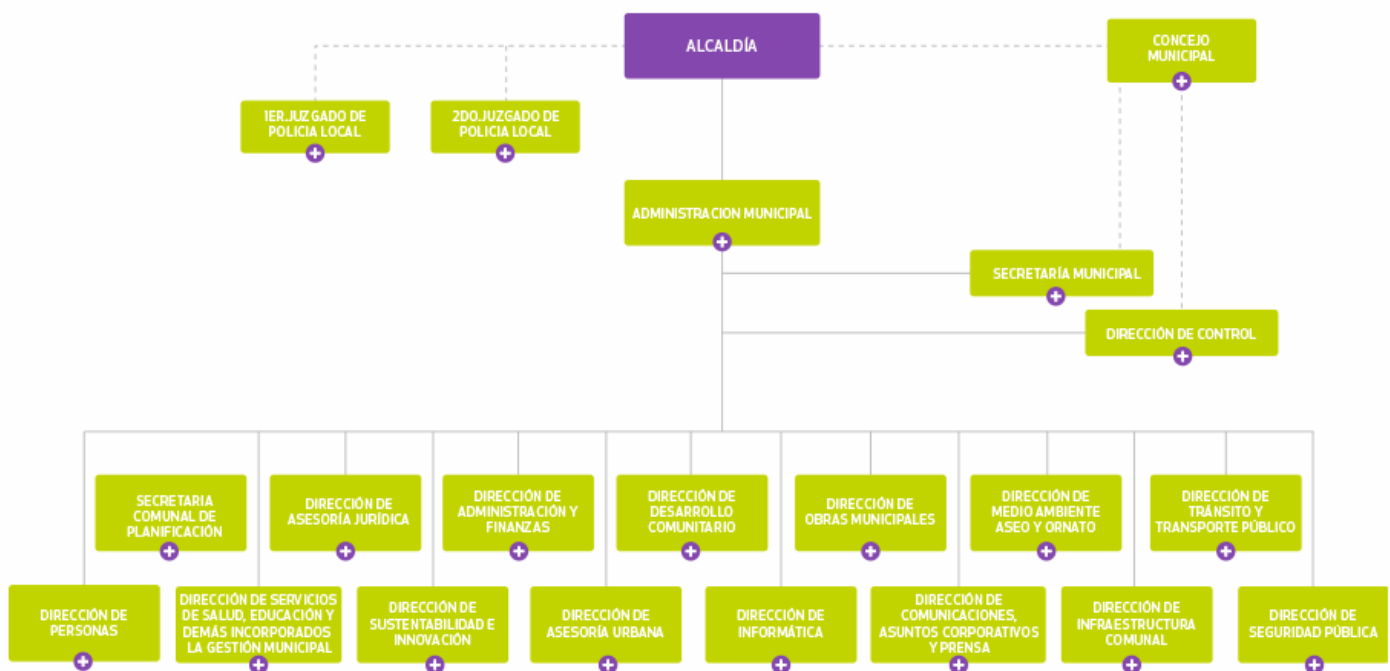 ALCALDÍA
CONCEJO
MUNICIPAL
1ER.JUZGADO DE
POLICIA LOCAL
2DO.JUZGADO DE
POLICIA LOCAL
ADMINISTRACION MUNICIPAL
SECRETARÍA MUNICIPAL
DIRECCIÓN DE CONTROL
SECRETARIA
COMUNAL DE
PLANIFICACIÓN
DIRECCIÓN DE
ASESORÍA JURÍDICA
DIRECCIÓN DE
ADMINISTRACIÓN Y
FINANZAS
DIRECCIÓN DE
DESARROLLO
COMUNITARIO
DIRECCIÓN DE
OBRAS MUNICIPALES
DIRECCIÓN DE
MEDIO AMBIENTE
ASEO Y ORNATO
DIRECCIÓN DE
TRÁNSITO Y
TRANSPORTE PÚBLICO
DIRECCIÓN DE
PERSONAS
DIRECCIÓN DE SERVICIOS
DE SALUD, EDUCACIÓN Y
DEMÁS INCORPORADOS
LA GESTIÓN MUNICIPAL
DIRECCIÓN DE
SUSTENTABILIDAD E
INNOVACIÓN
DIRECCIÓN DE
ASESORÍA URBANA
DIRECCIÓN DE
INFORMÁTICA
DIRECCIÓN DE
COMUNICACIONES,
ASUNTOS CORPORATIVOS
Y PRENSA
DIRECCIÓN DE
INFRAESTRUCTURA
COMUNAL
DIRECCIÓN DE
SEGURIDAD PÚBLICA